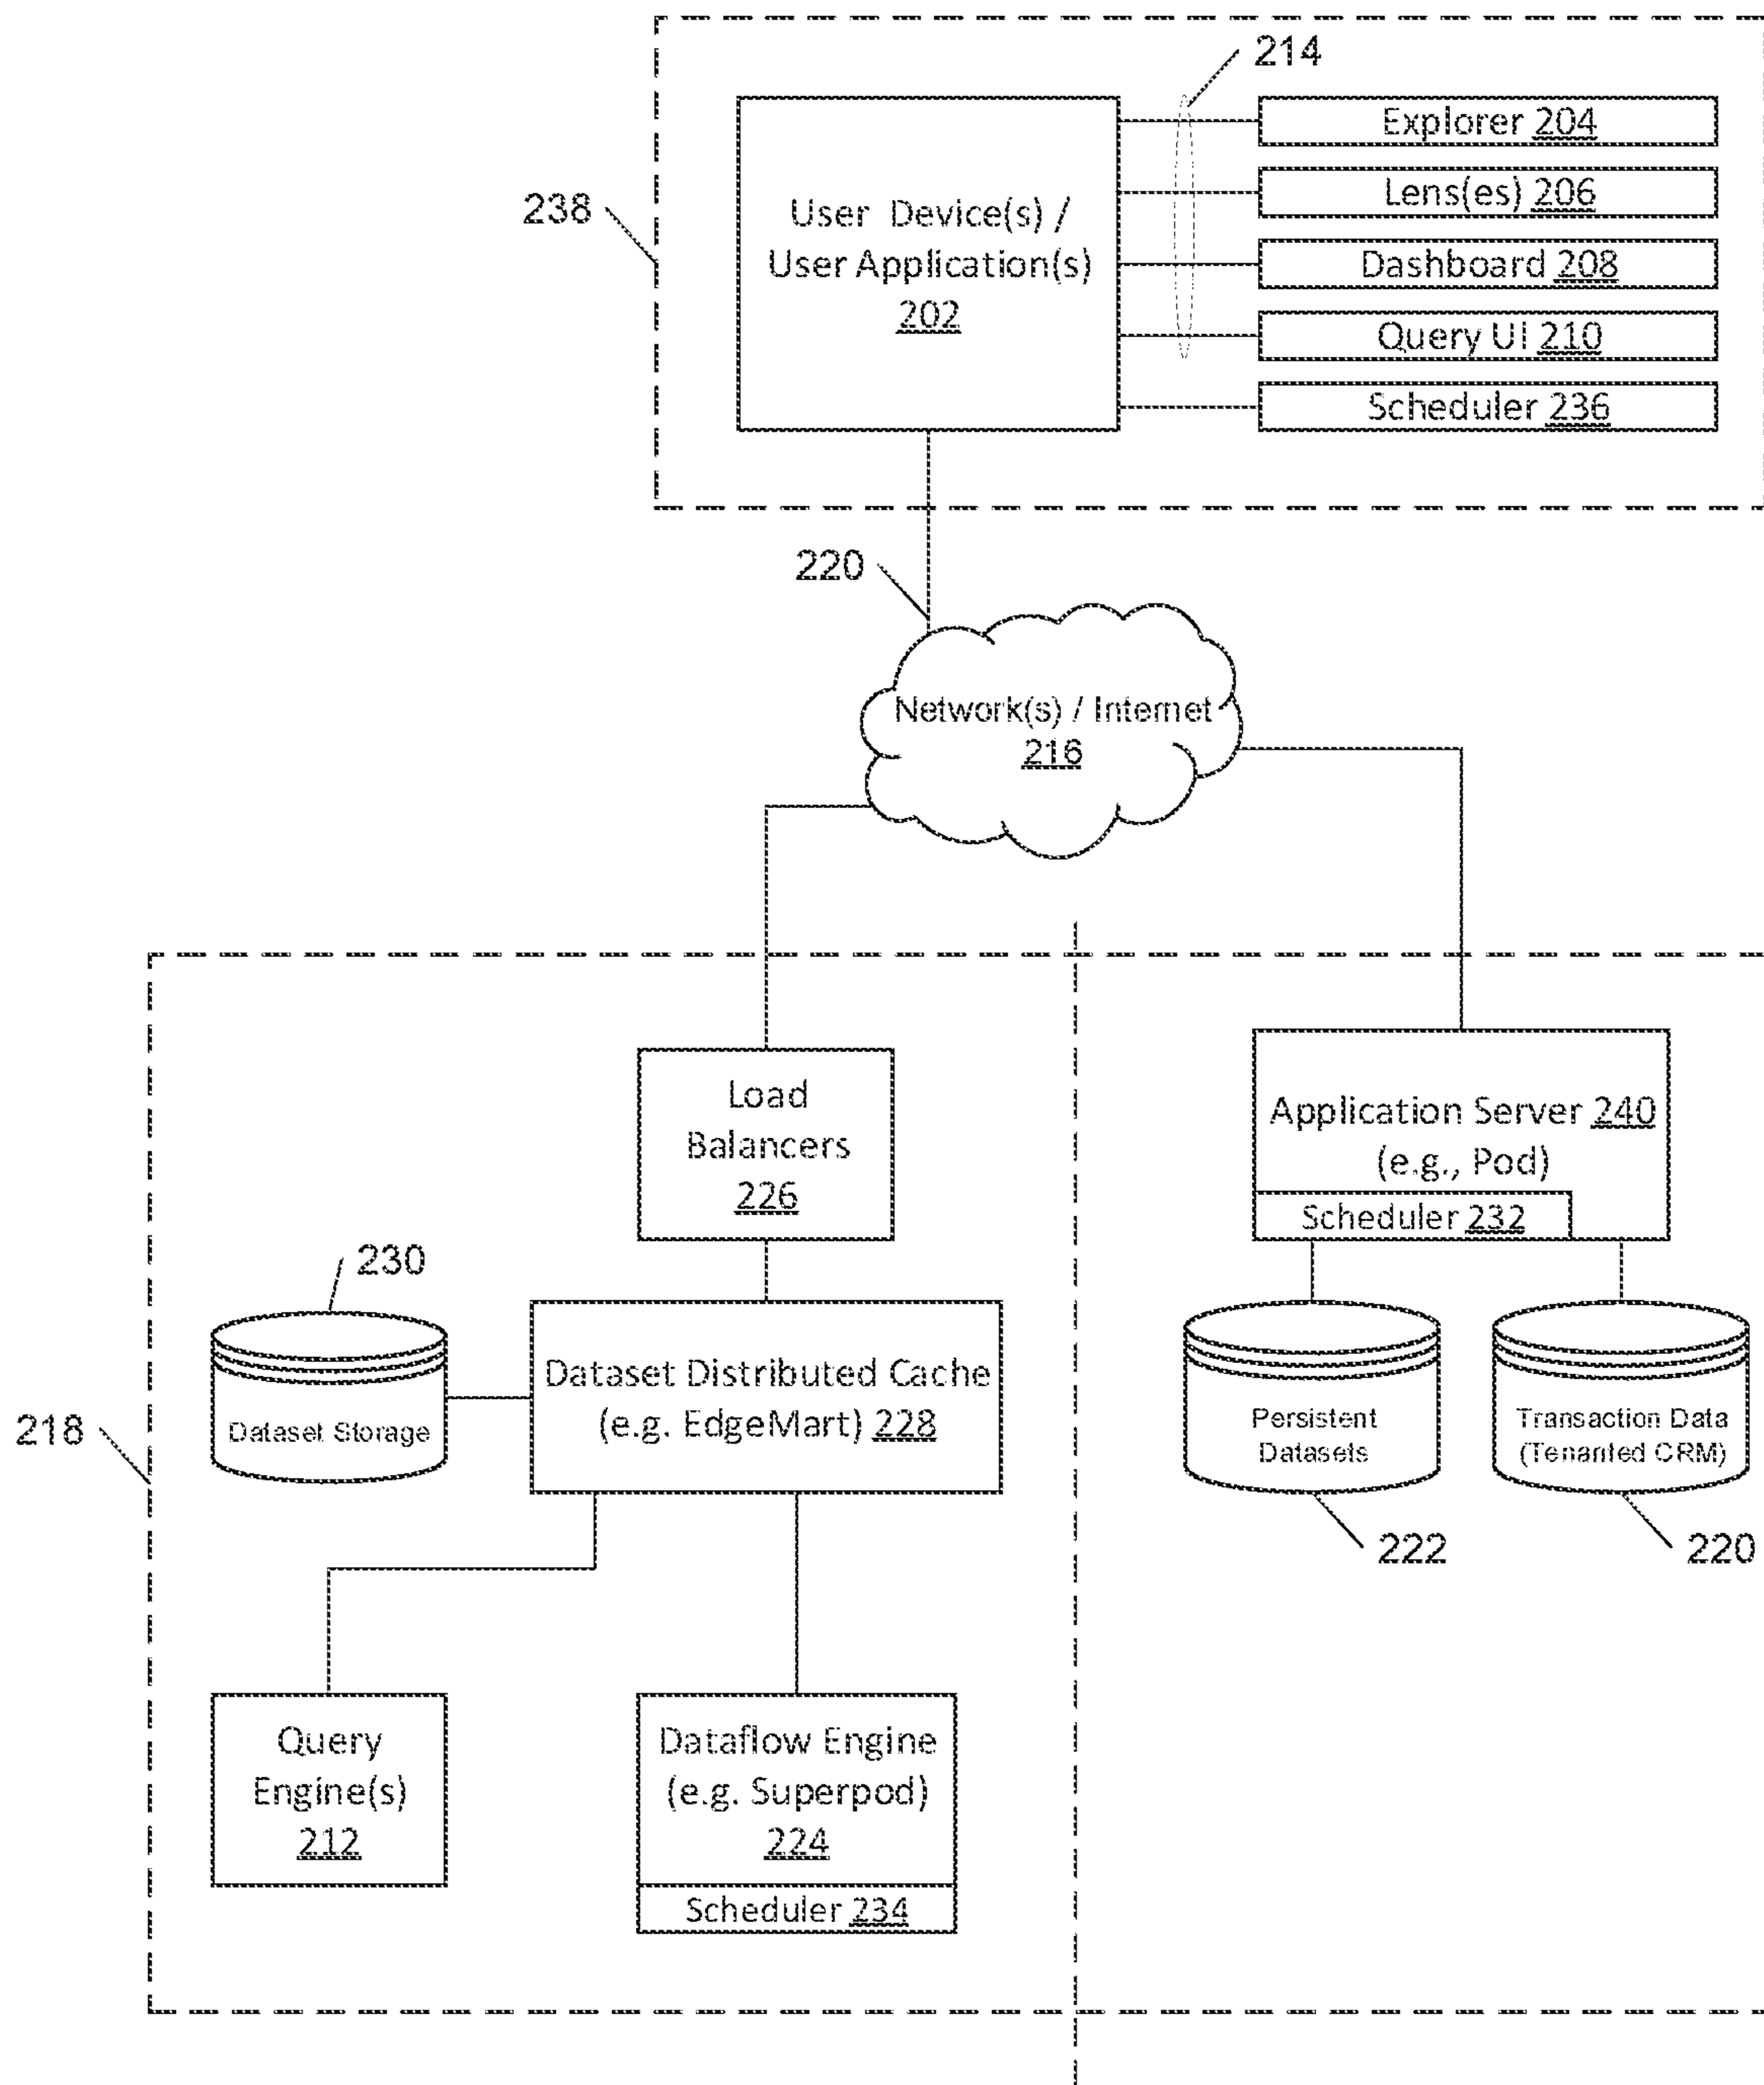 214
Explorer 204
Lens(es) 206
Dashboard 208
Query UI 210
Scheduler 236
User Device(s) /
User Application(s)
202
238
220
Network(s) / Internet
216
Load
Balancers
226
Application Server 240
(e.g., Pod)
Scheduler 232
230
Dataset Storage
Dataset Distributed Cache
(e.g. EdgeMart) 228
Persistent
Datasets
Transaction Data
(Tenanted CRM)
218
222
220
Query
Engine(s)
212
Dataflow Engine
(e.g. Superpod)
224
Scheduler 234